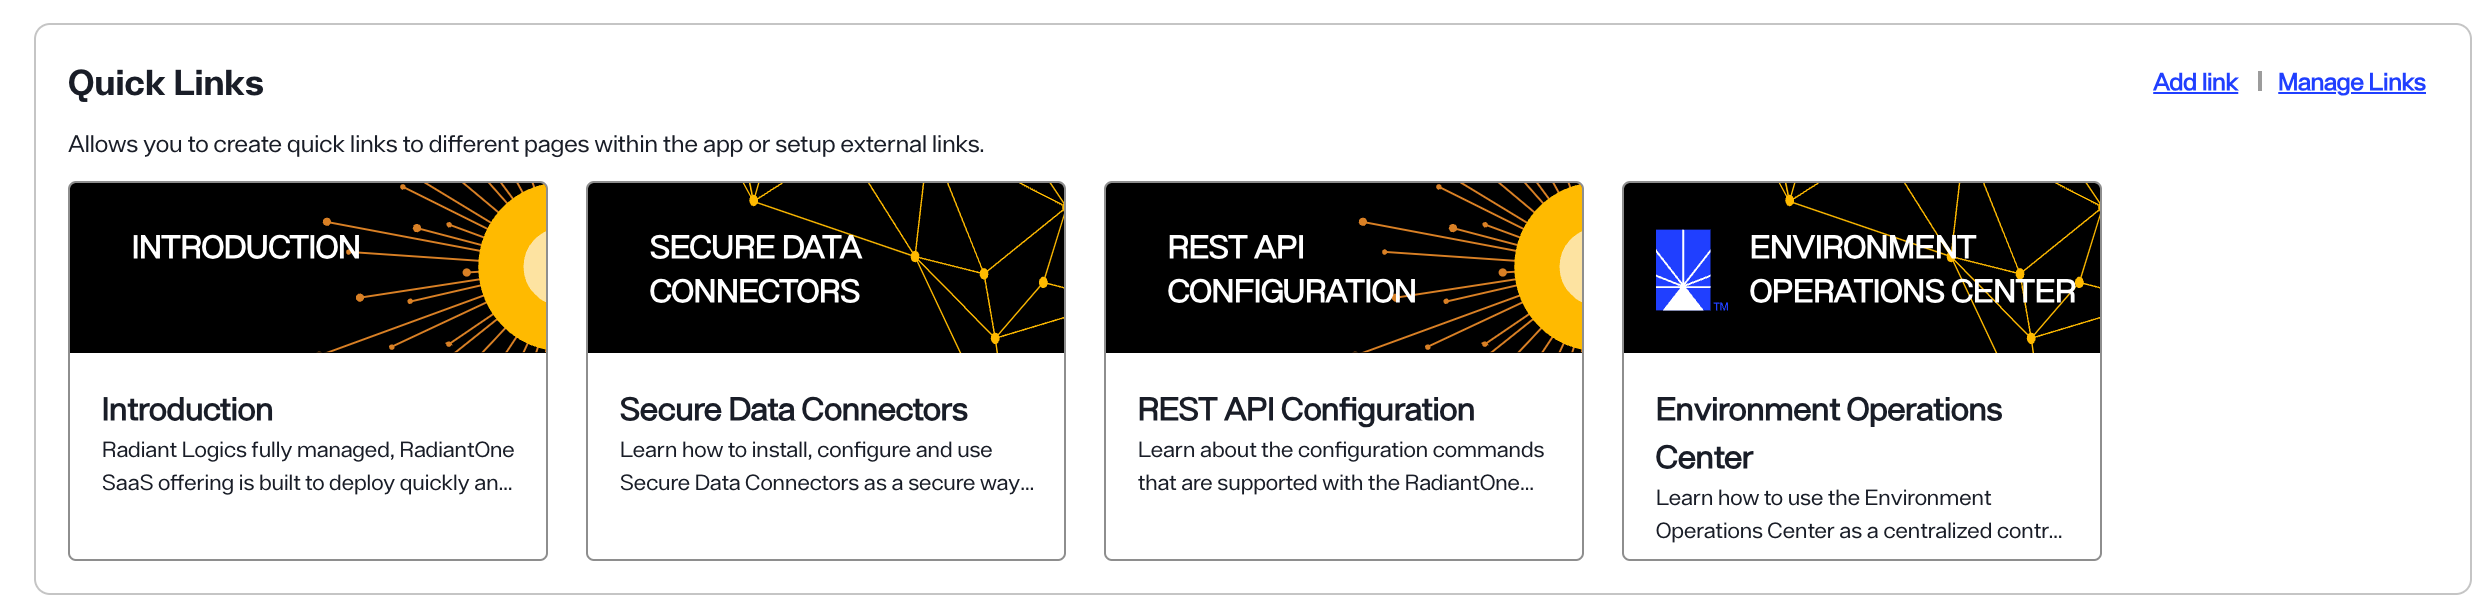 Quick Links
Add link | Manage Links
Allows you to create quick links to different pages within the app or setup external links.
INTRODUCTION
Introduction
Radiant Logics fully managed, RadiantOne
SaaS offering is built to deploy quickly an...
SECURE DATA
CONNECTORS
Secure Data Connectors
Learn how to install, configure and use
Secure Data Connectors as a secure way...
REST API
CONFIGURATION
REST API Configuration
Learn about the configuration commands
that are supported with the RadiantOne...
TM
ENVIRONMENT
OPERATIONS CENTER
Environment Operations
Center
Learn how to use the Environment
Operations Center as a centralized contr...